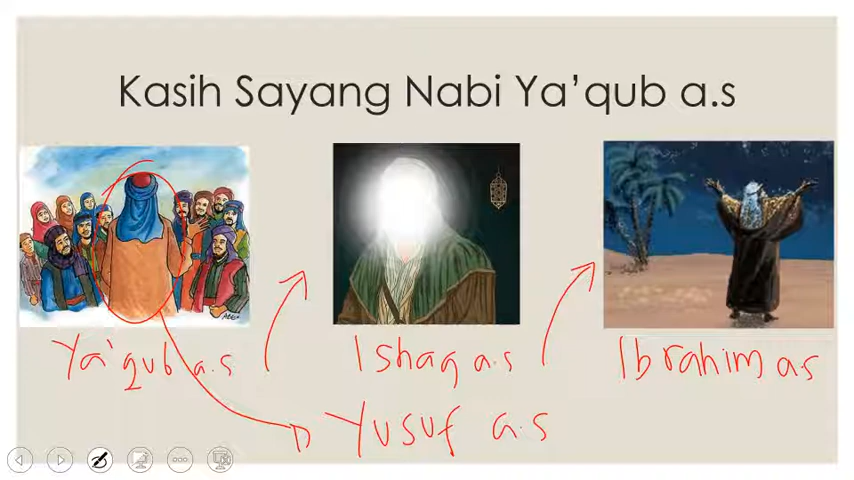 Kasih Sayang Nabi Ya'qub a.s
Ya'qub a.s
Ishaq a.s
Ibrahim a.s
Yusuf a.s